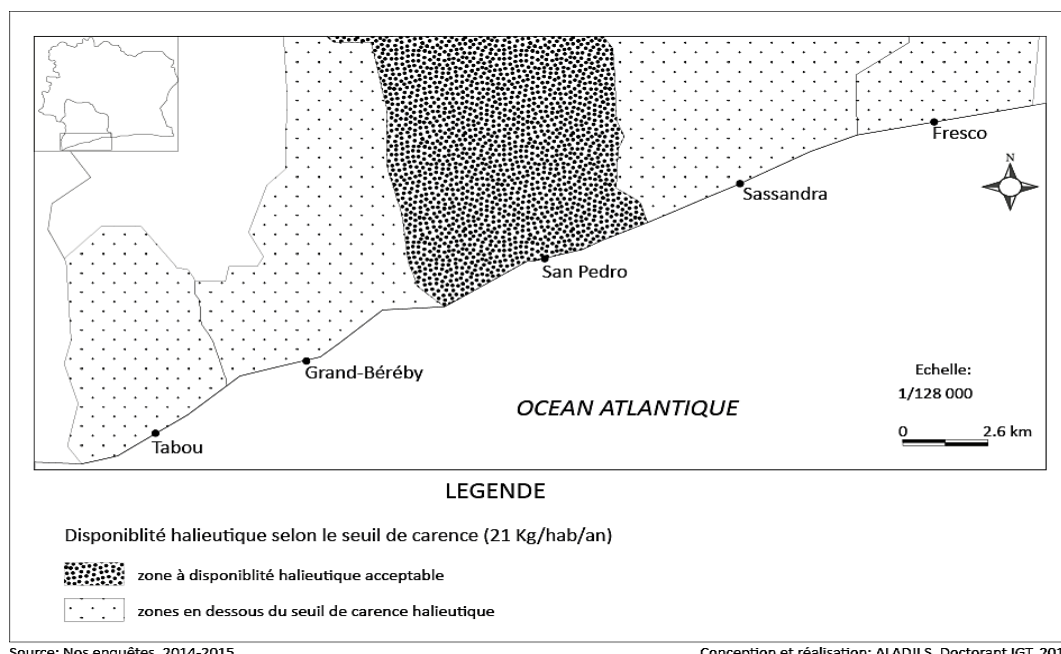 N
Fresco
Sassandra
San Pedro
Grand-Béréby
Tabou
OCEAN ATLANTIQUE
Echelle:
1/128 000
0 2.6 km
LEGENDE
Disponiblité halieutique selon le seuil de carence (21 Kg/hab/an)
zone à disponiblité halieutique acceptable
zones en dessous du seuil de carence halieutique
Source: Nos enquêtes, 2014-2015
Conception et réalisation: ALADJI S, Doctorant IGT,